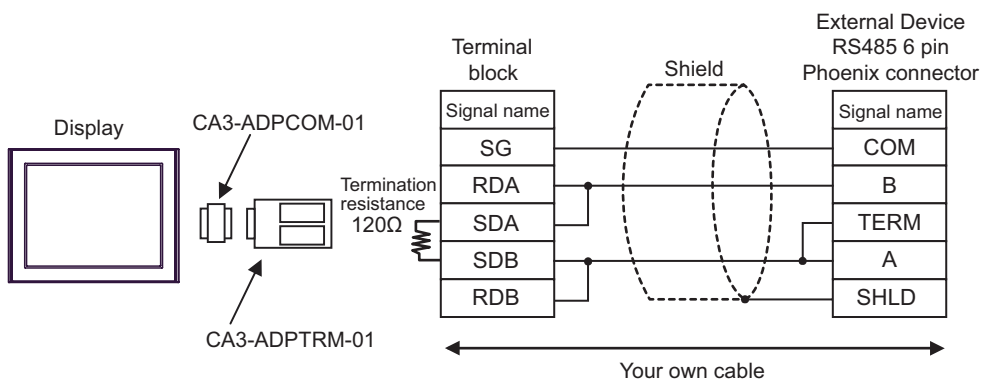 Display
CA3-ADPCOM-01
CA3-ADPTRM-01
Termination
resistance
120Ω
Terminal
block
Signal name
SG
RDA
SDA
SDB
RDB
Shield
External Device
RS485 6 pin
Phoenix connector
Signal name
COM
B
TERM
A
SHLD
Your own cable